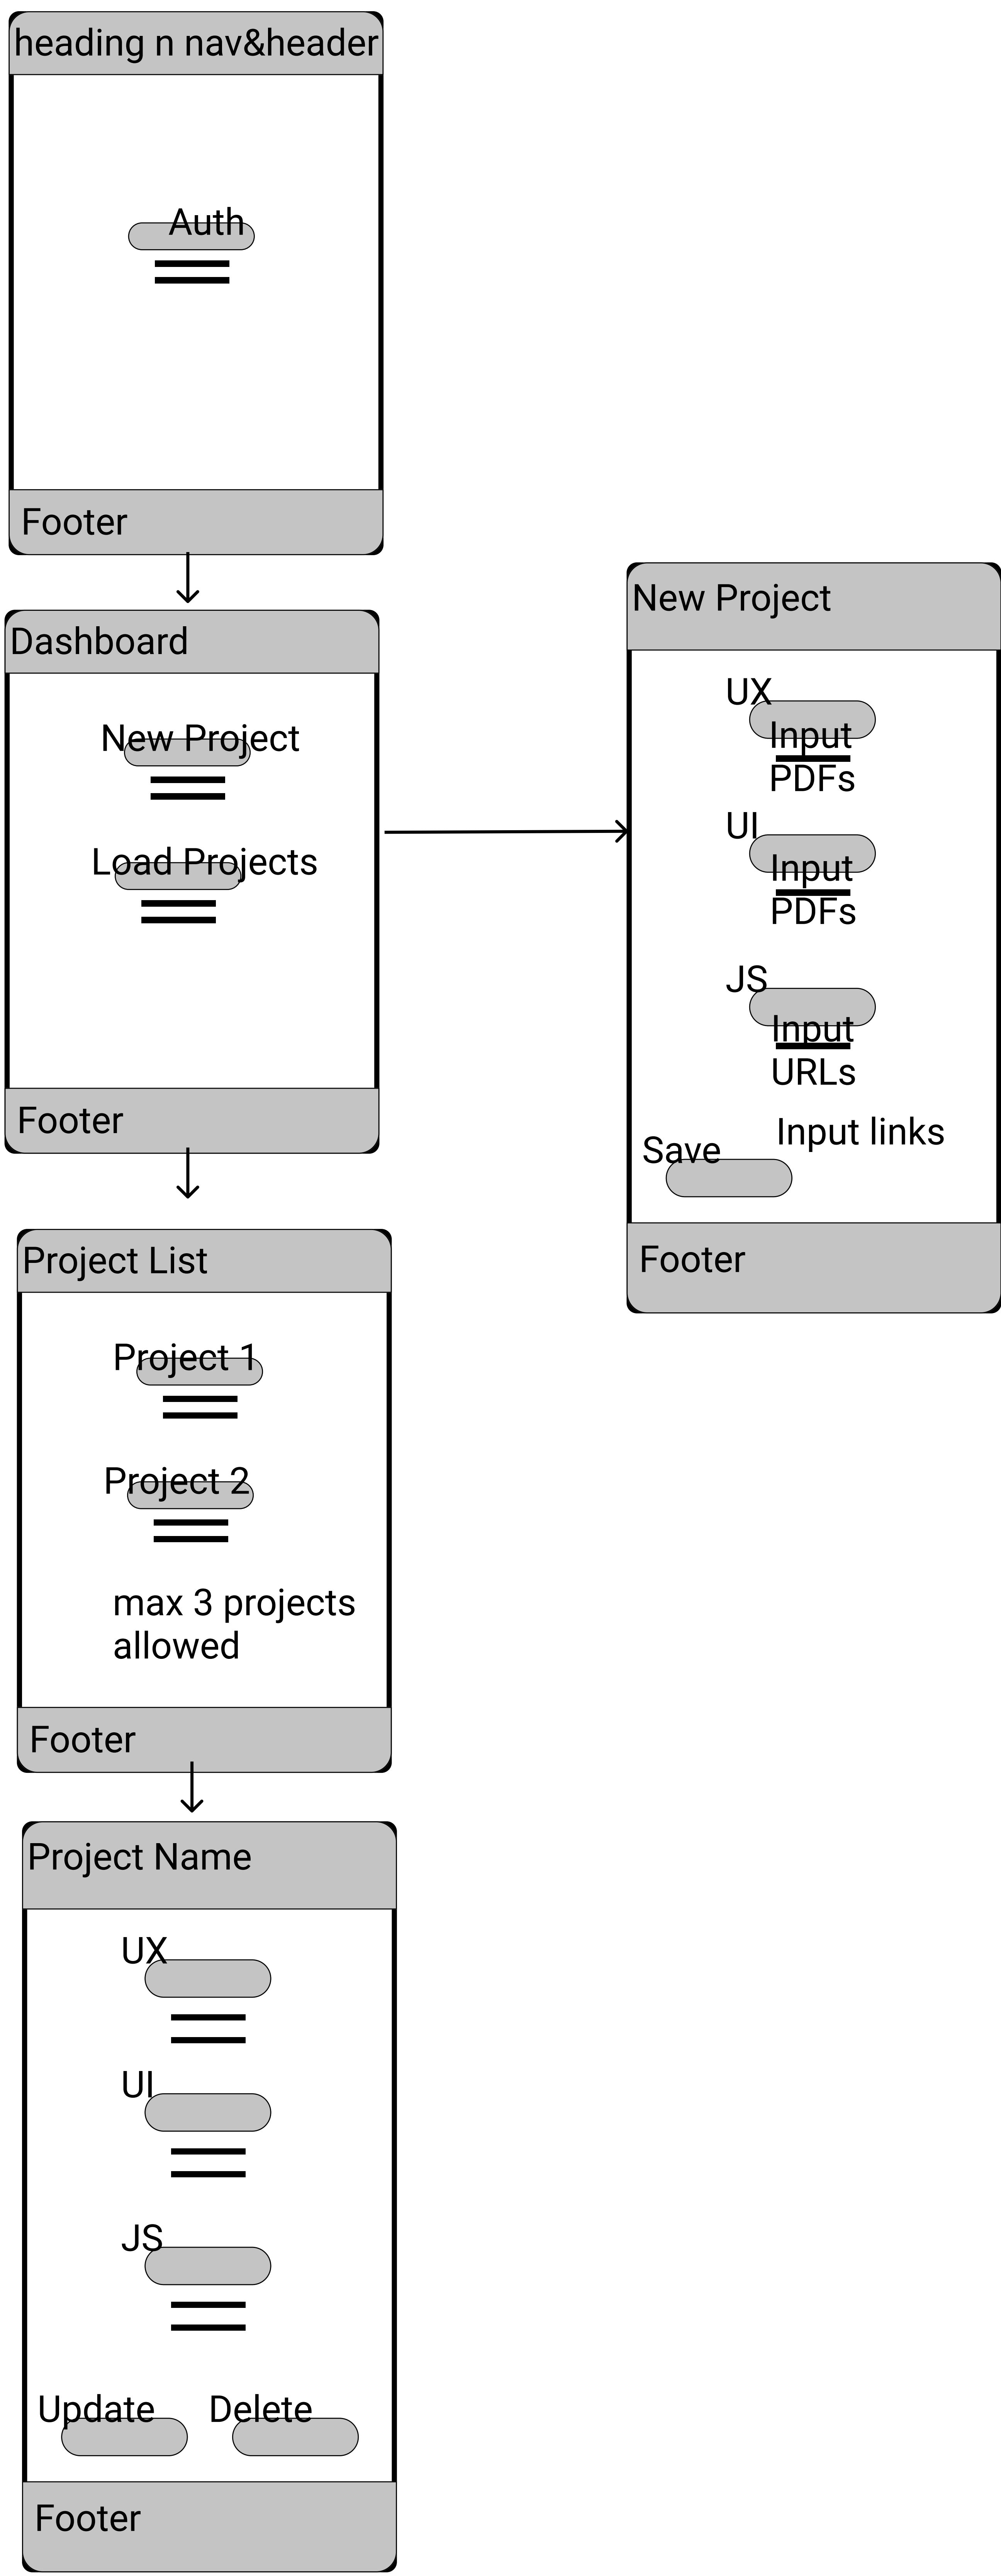 heading n nav&header
Auth
Footer
Dashboard
New Project
Load Projects
Footer
New Project
UX
Input
PDFs
UI
Input
PDFs
JS
Input
URLs
Input links
Save
Footer
Project List
Project 1
Project 2
max 3 projects
allowed
Footer
Project Name
UX
UI
JS
Update
Delete
Footer